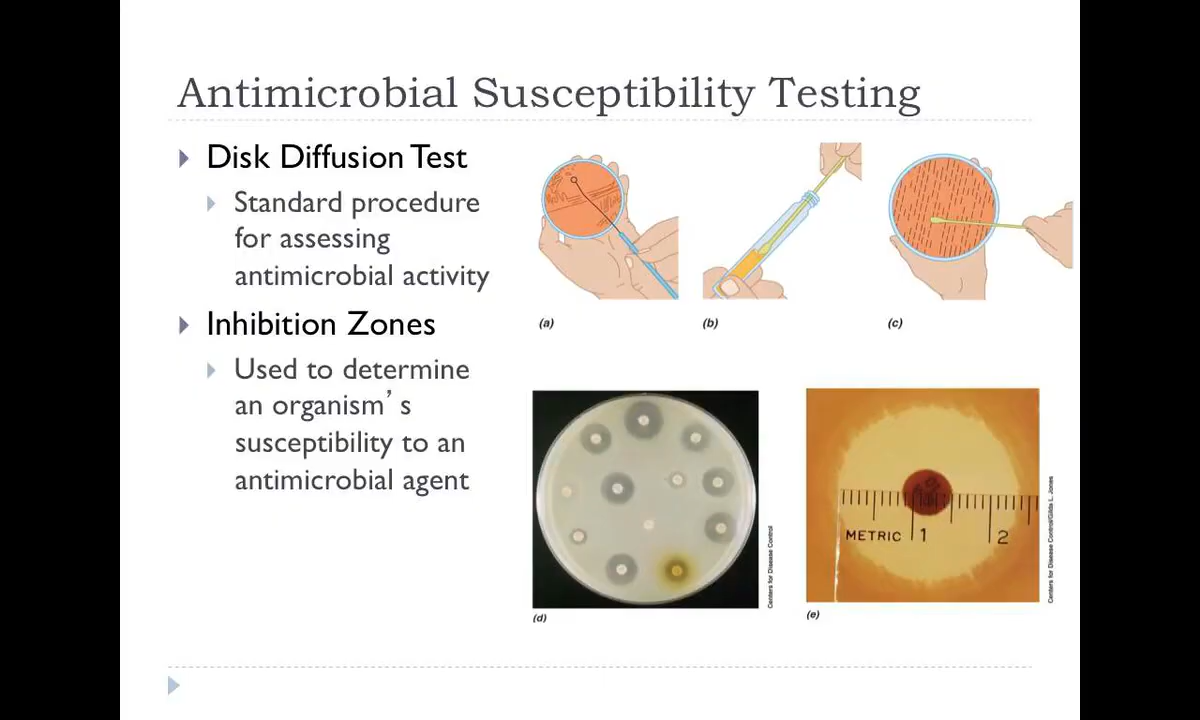 Antimicrobial Susceptibility Testing
Disk Diffusion Test
Standard procedure
for assessing
antimicrobial activity
Inhibition Zones
Used to determine
an organism’ s
susceptibility to an
antimicrobial agent
(a)
(b)
(c)
Centers for Disease Control
(d)
METRIC 1 2
Centers for Disease Control/Gilda L. Jones
(e)